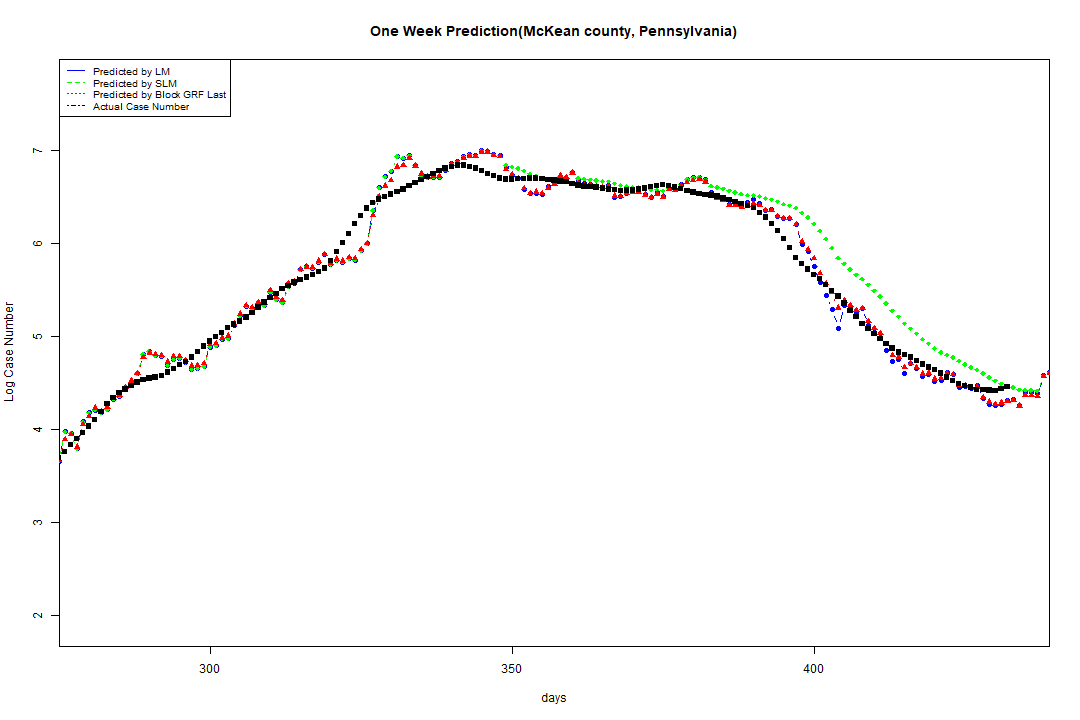 One Week Prediction(McKean county, Pennsylvania)
Predicted by LM
Predicted by SLM
Predicted by Block GRF Last
Actual Case Number
7
6
5
4
3
2
Log Case Number
300
350
400
days